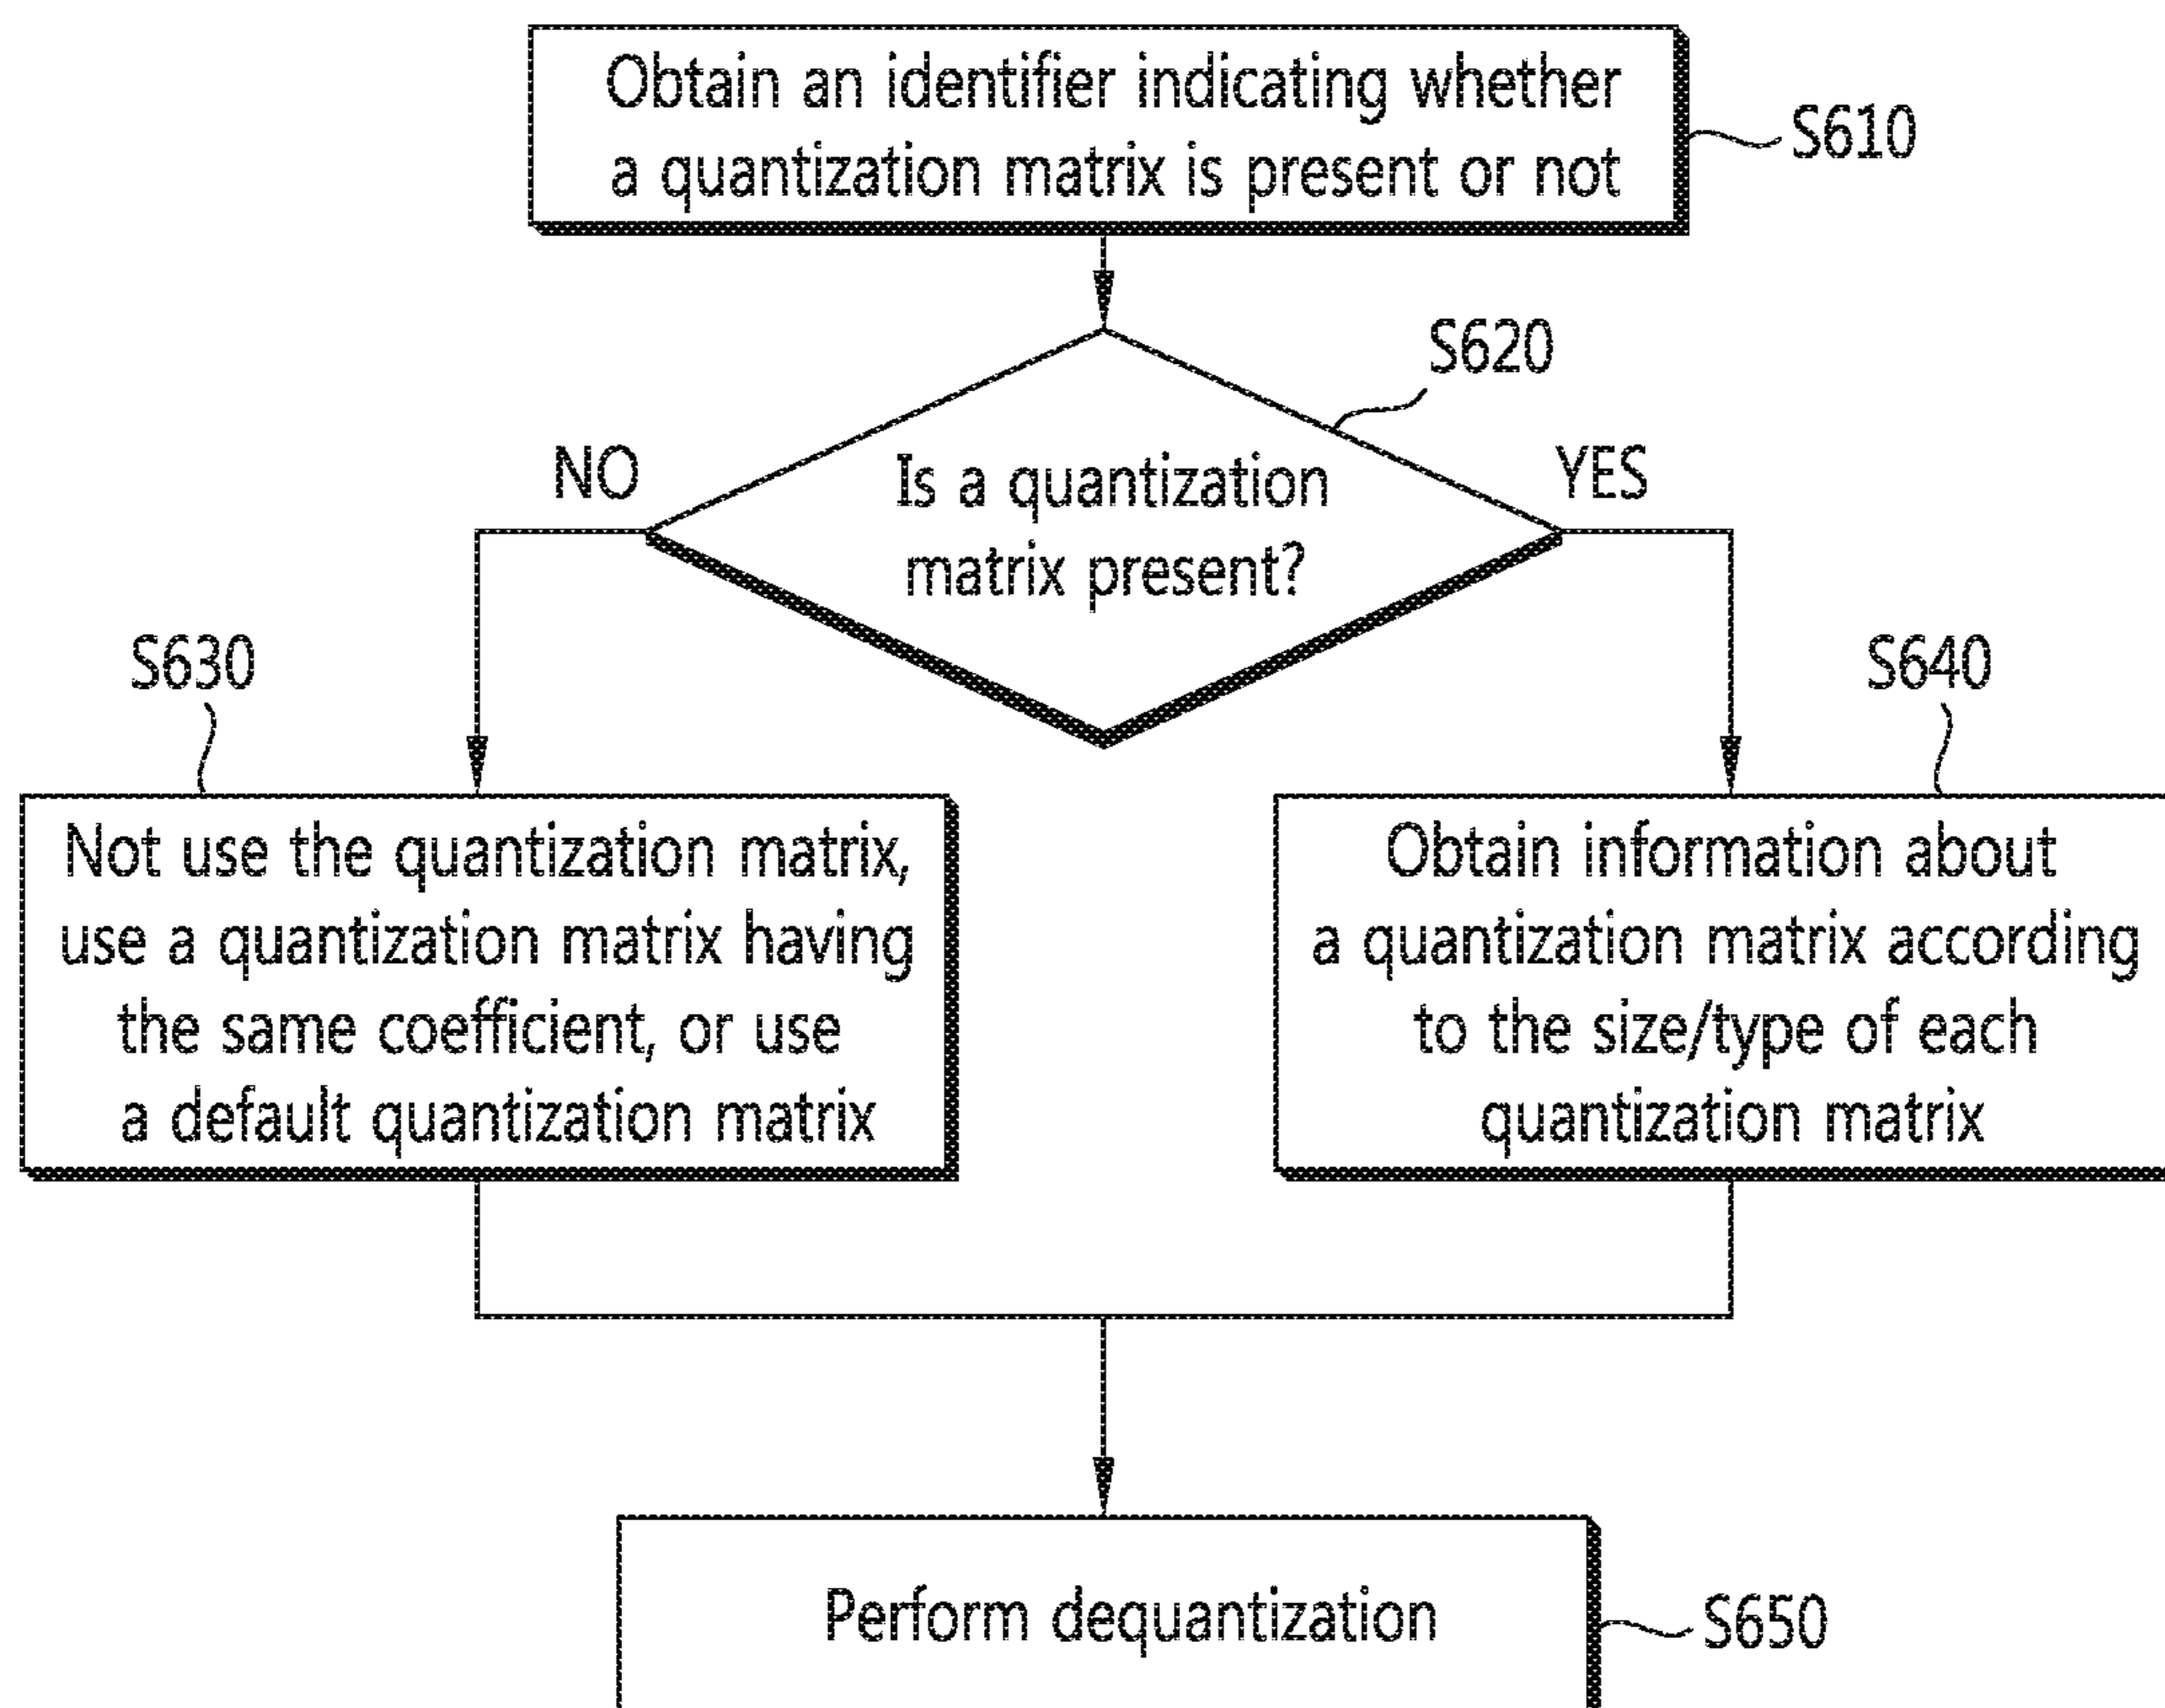 Obtain an identifier indicating whether
a quantization matrix is present or not
S610
S620
NO
Is a quantization
matrix present?
YES
S630
S640
Not use the quantization matrix,
use a quantization matrix having
the same coefficient, or use
a default quantization matrix
Obtain information about
a quantization matrix according
to the size/type of each
quantization matrix
Perform dequantization
S650